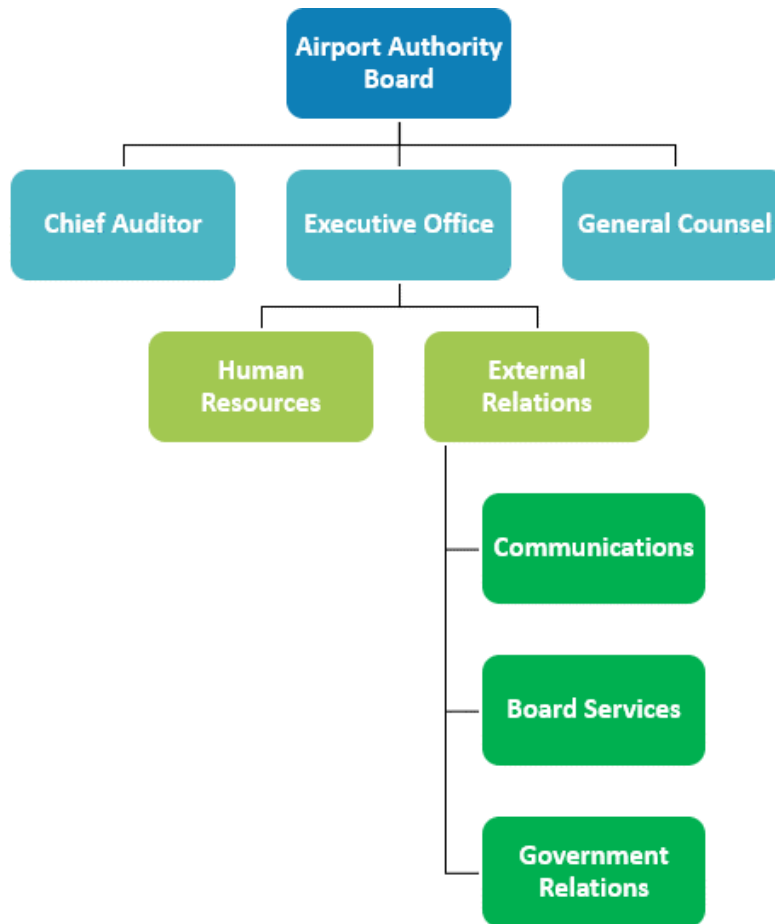 Airport Authority
Board
Chief Auditor
Executive Office
General Counsel
Human
Resources
External
Relations
Communications
Board Services
Government
Relations